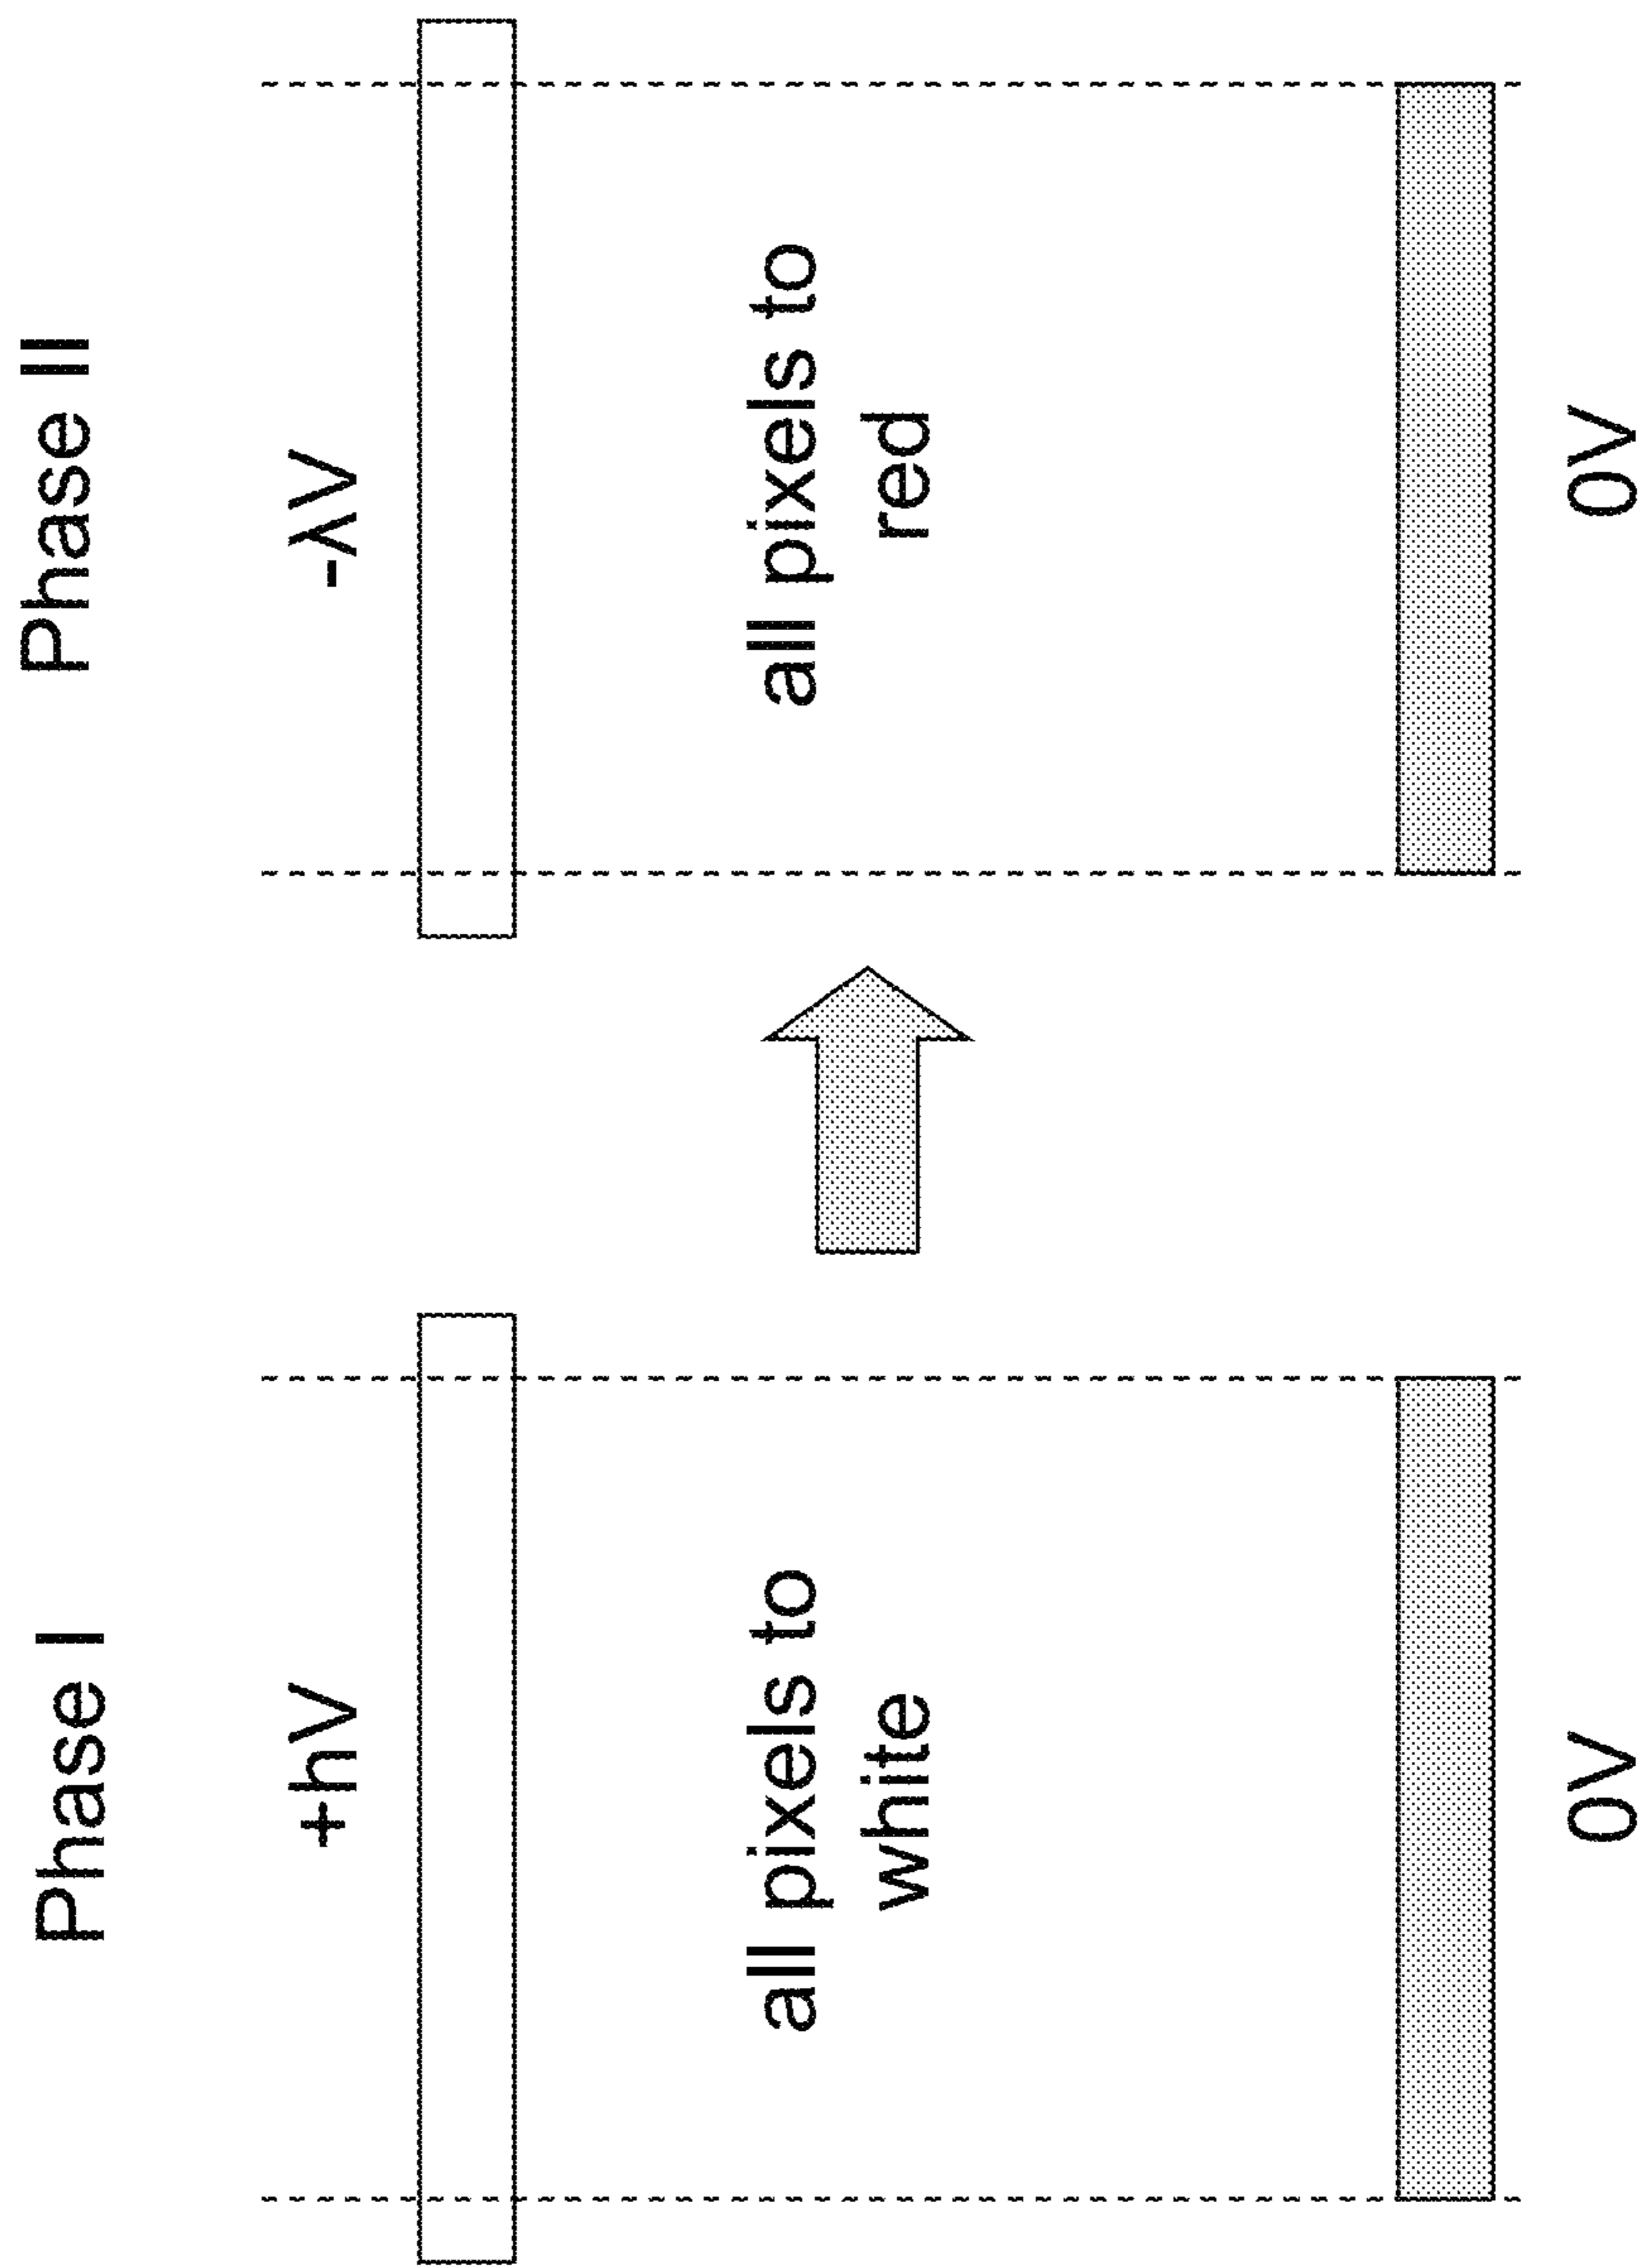 Phase I
+hV
all pixels to
white
0V
Phase II
-λV
all pixels to
red
0V